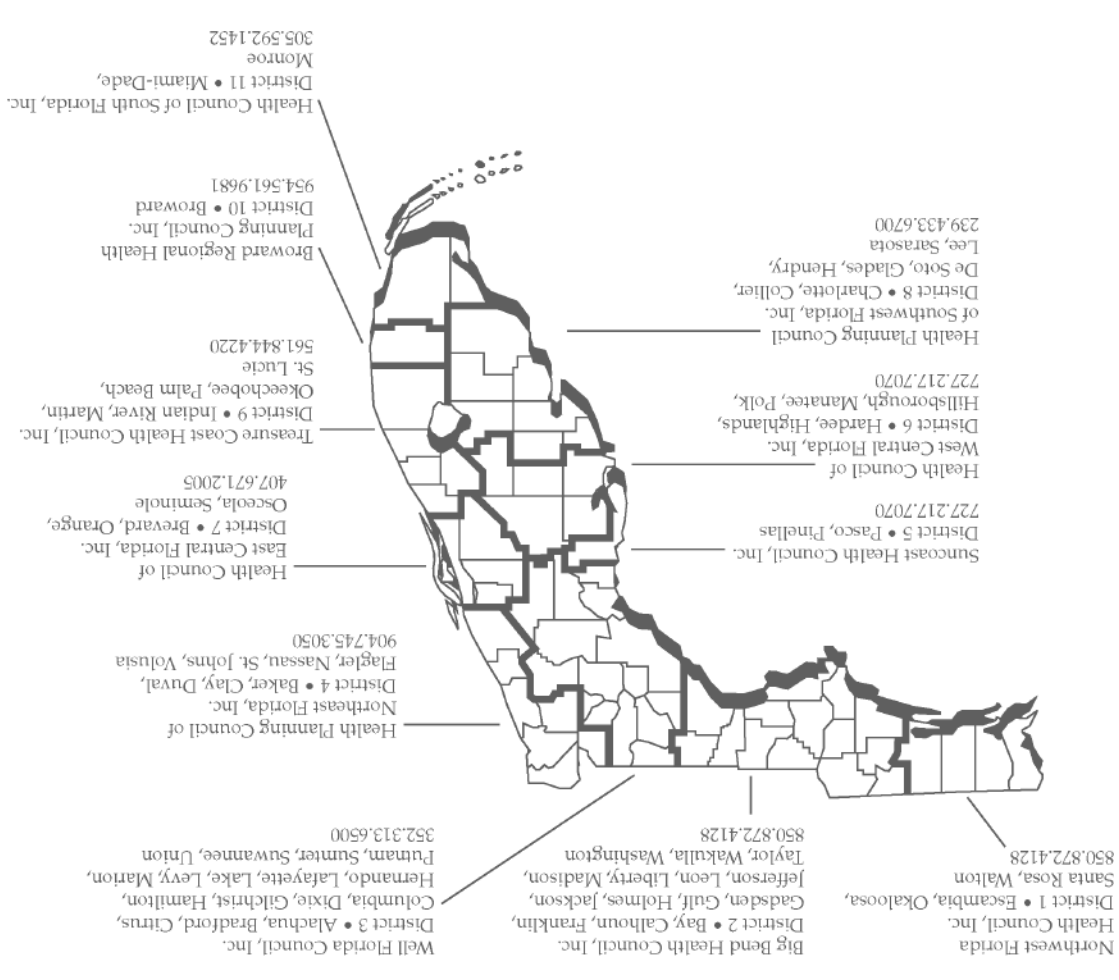 Northwest Florida
Health Council, Inc.
District 1 • Escambia, Okaloosa,
Santa Rosa, Walton
850.872.4128
Big Bend Health Council, Inc.
District 2 • Bay, Calhoun, Franklin,
Gadsden, Gulf, Holmes, Jackson,
Jefferson, Leon, Liberty, Madison,
Taylor, Wakulla, Washington
850.872.4128
Well Florida Council, Inc.
District 3 • Alachua, Bradford, Citrus,
Columbia, Dixie, Gilchrist, Hamilton,
Hernando, Lafayette, Lake, Levy, Marion,
Putnam, Sumter, Suwannee, Union
352.313.6500
Health Planning Council of
Northeast Florida, Inc.
District 4 • Baker, Clay, Duval,
Flagler, Nassau, St. Johns, Volusia
904.745.3050
Suncoast Health Council, Inc.
District 5 • Pasco, Pinellas
727.217.7070
Health Council of
West Central Florida, Inc.
District 6 • Hardee, Highlands,
Hillsborough, Manatee, Polk,
727.217.7070
Health Council of
East Central Florida, Inc.
District 7 • Brevard, Orange,
Osceola, Seminole
407.671.2005
Health Planning Council
of Southwest Florida, Inc.
District 8 • Charlotte, Collier,
De Soto, Glades, Hendry,
Lee, Sarasota
239.433.6700
Treasure Coast Health Council, Inc.
District 9 • Indian River, Martin,
Okeechobee, Palm Beach,
St. Lucie
561.844.4220
Broward Regional Health
Planning Council, Inc.
District 10 • Broward
954.561.9681
Health Council of South Florida, Inc.
District 11 • Miami-Dade,
Monroe
305.592.1452